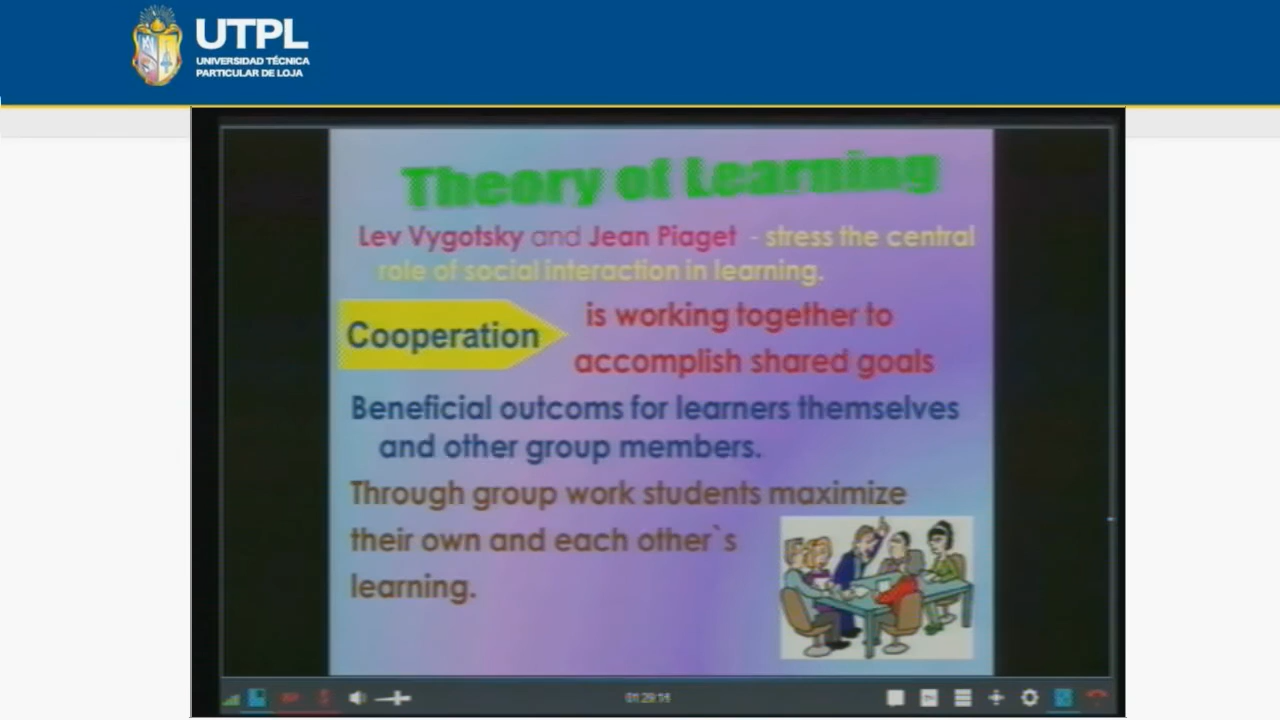 UTPL
UNIVERSIDAD TÉCNICA
PARTICULAR DE LOJA
Theory of Learning
Lev Vygotsky and Jean Piaget - stress the central
role of social interaction in learning.
Cooperation
is working together to
accomplish shared goals
Beneficial outcoms for learners themselves
and other group members.
Through group work students maximize
their own and each other`s
learning.